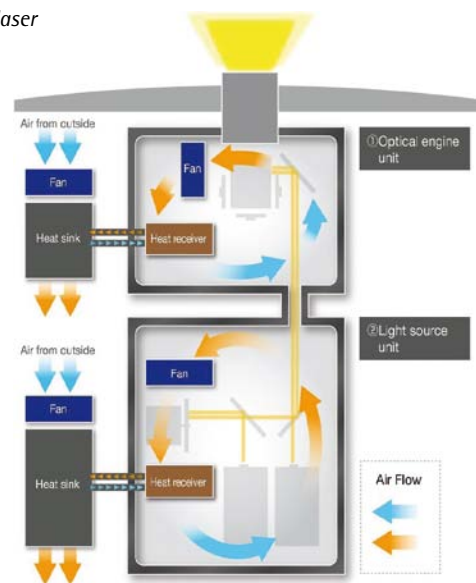 laser
Air from outside
Fan
Heat sink
Fan
Heat receiver
①Optical engine
unit
Air from outside
Fan
Heat sink
Fan
Heat receiver
②Light source
unit
Air Flow